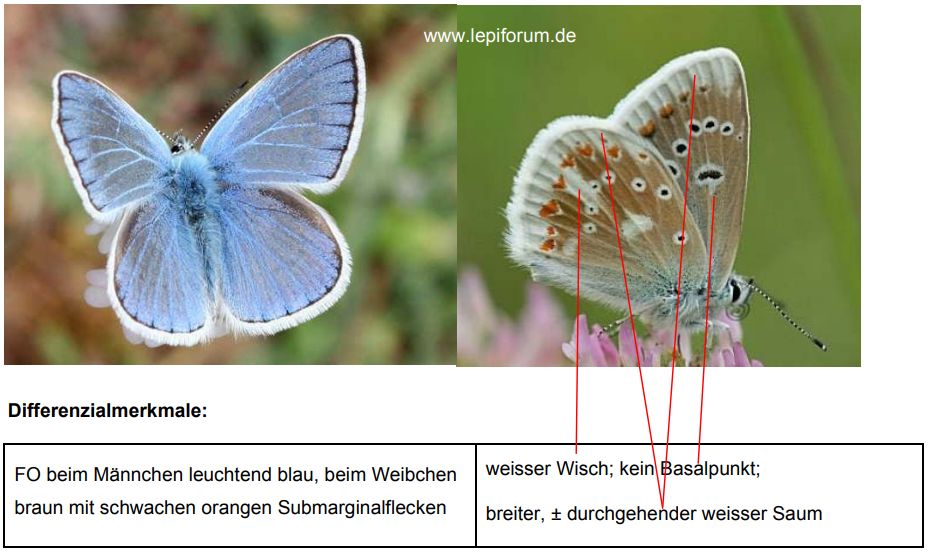 www.lepiforum.de
Differenzialmerkmale:
FO beim Männchen leuchtend blau, beim Weibchen
braun mit schwachen orangen Submarginalflecken
weisser Wisch; kein Basalpunkt;
breiter, ± durchgehender weisser Saum